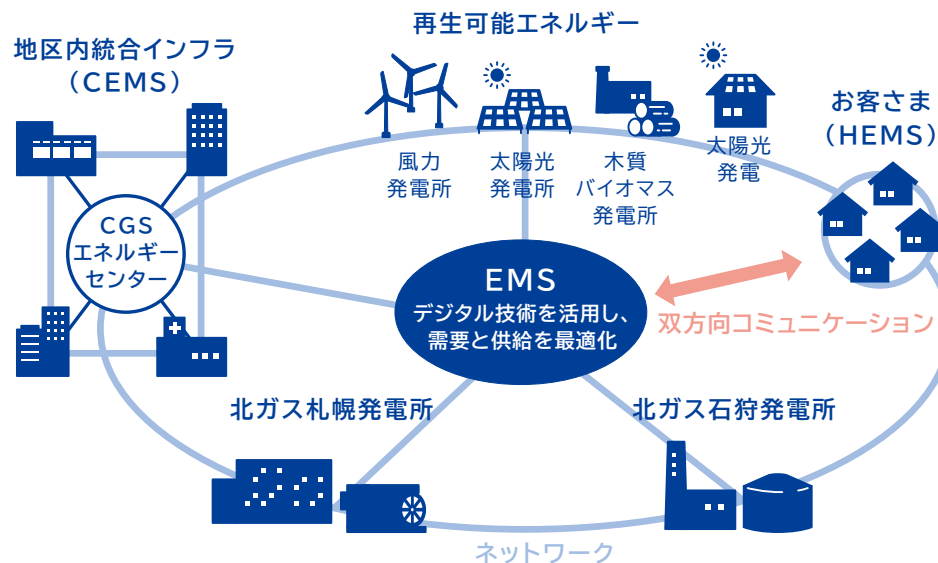 再生可能エネルギー
地区内統合インフラ
（CEMS）
お客さま
（HEMS）
風力
発電所
太陽光
発電所
木質
バイオマス
発電所
太陽光
発電
CGS
エネルギー
センター
EMS
デジタル技術を活用し、
需要と供給を最適化
双方向コミュニケーション
北ガス札幌発電所
北ガス石狩発電所
ネットワーク